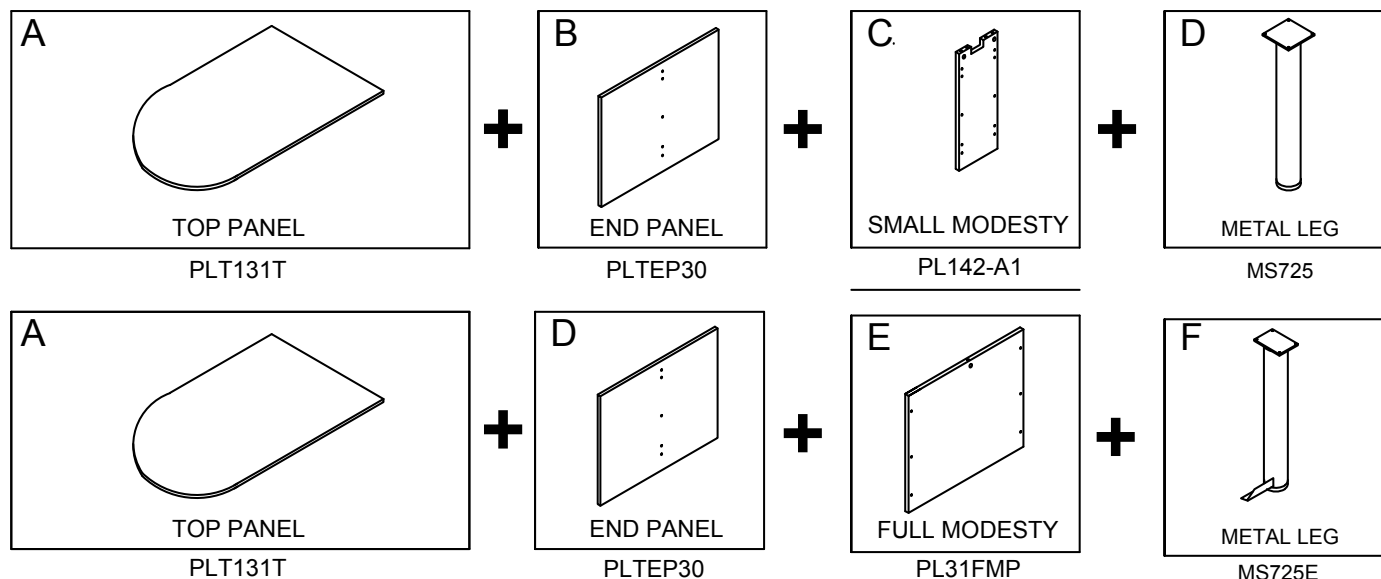 A
TOP PANEL
PLT131T
B
END PANEL
PLTEP30
C.
SMALL MODESTY
PL142-A1
D
METAL LEG
MS725
A
TOP PANEL
PLT131T
D
END PANEL
PLTEP30
E
FULL MODESTY
PL31FMP
F
METAL LEG
MS725E